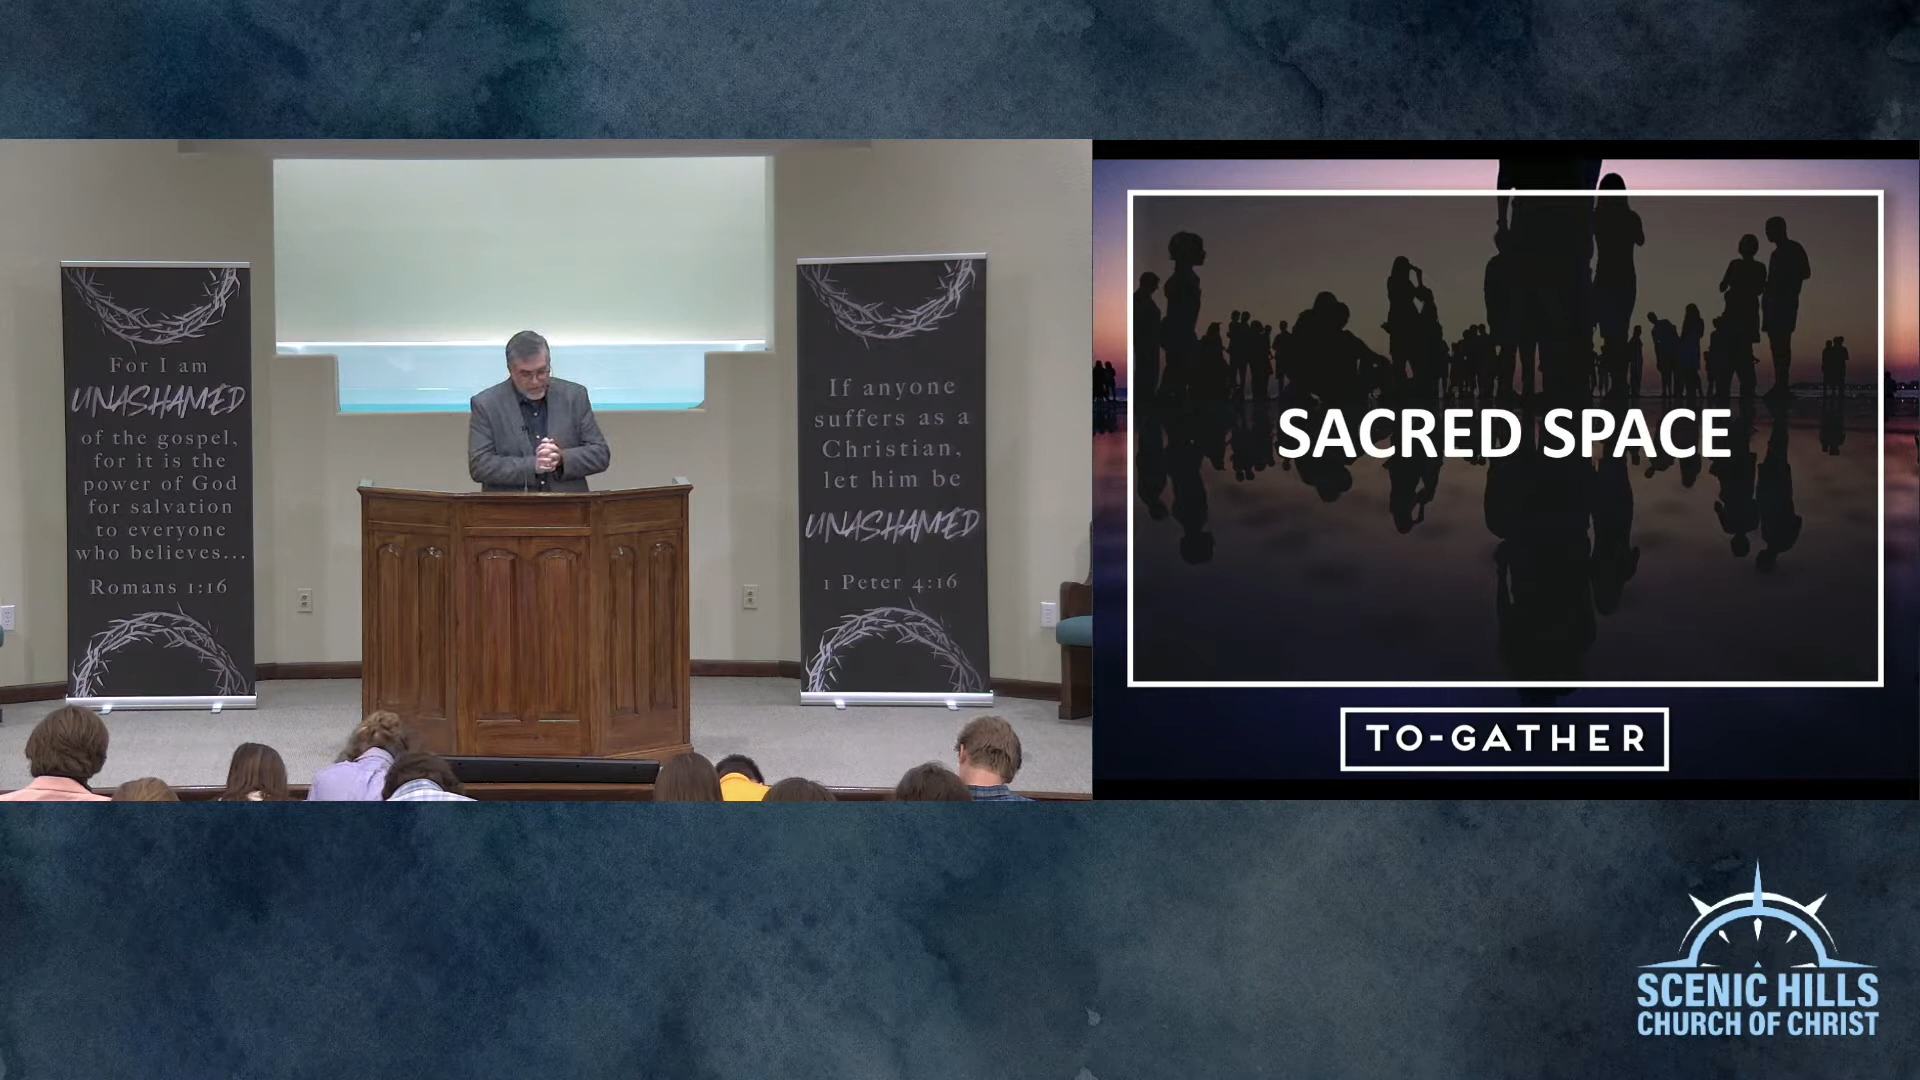 For I am
UNASHAMED
of the gospel,
for it is the
power of God
for salvation
to everyone
who believes...
Romans 1:16
If anyone
suffers as a
Christian,
let him be
UNASHAMED
1 Peter 4:16
SACRED SPACE
TO-GATHER
SCENIC HILLS
CHURCH OF CHRIST